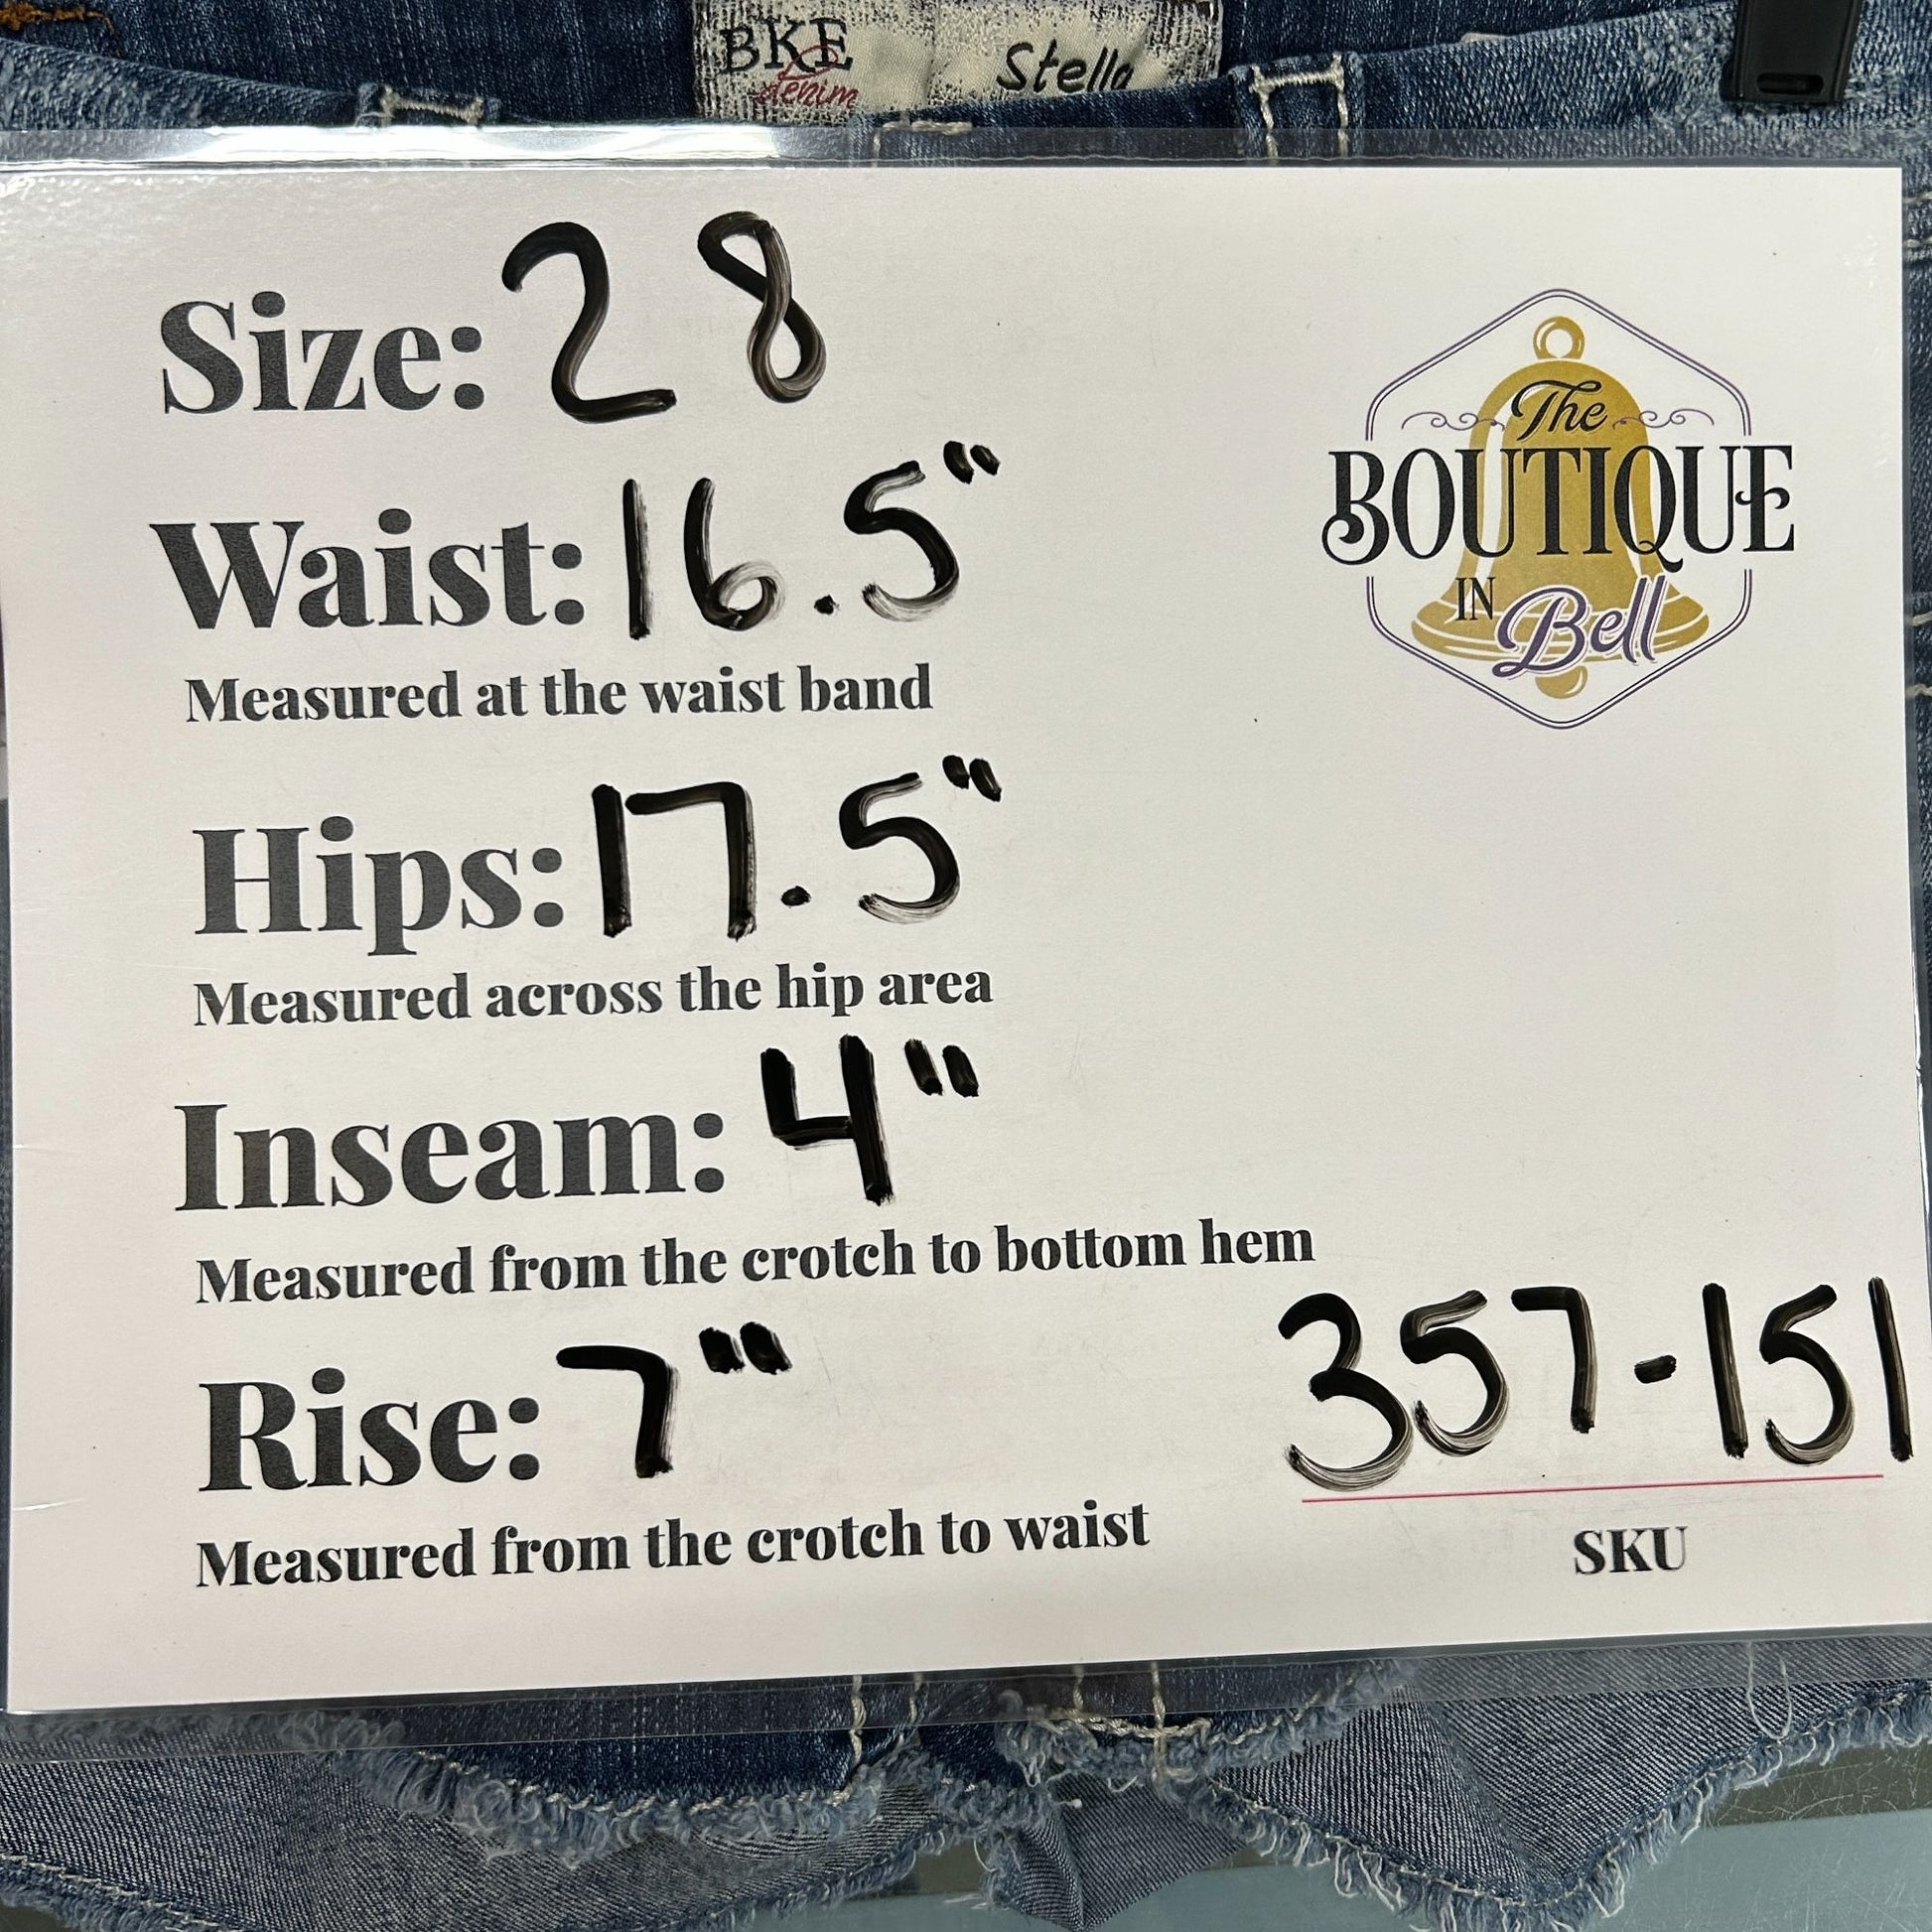 BKE Stella
denim
Size: 28
The
BOUTIQUE
IN Bell
Waist: 16.5"
Measured at the waist band
Hips: 17.5"
Measured across the hip area
Inseam: 4"
Measured from the crotch to bottom hem
Rise: 7"
357-151
Measured from the crotch to waist
SKU